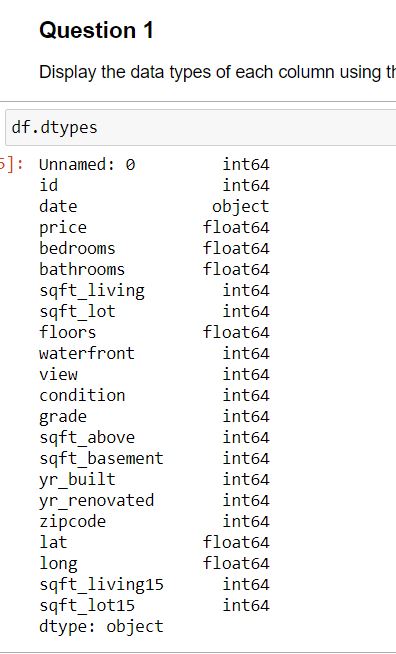 Question 1
Display the data types of each column using th
df.dtypes
5]: Unnamed: 0 int64
id int64
date object
price float64
bedrooms float64
bathrooms float64
sqft_living int64
sqft_lot int64
floors float64
waterfront int64
view int64
condition int64
grade int64
sqft_above int64
sqft_basement int64
yr_built int64
yr_renovated int64
zipcode int64
lat float64
long float64
sqft_living15 int64
sqft_lot15 int64
dtype: object